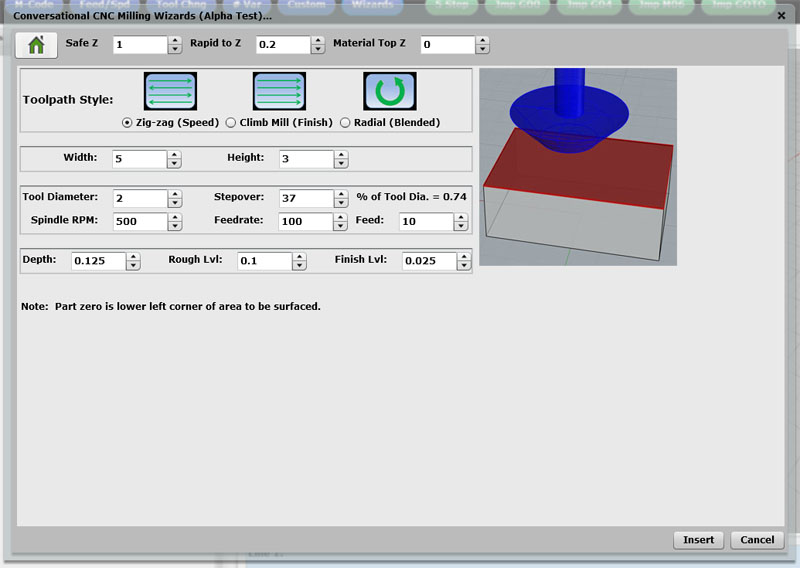 M-Code Feed/Spd Tool Chng # Var Custom Wizards S Stop Jmp G00 Jmp G04 Jmp M06 Jmp GOTO
Conversational CNC Milling Wizards (Alpha Test)...
Safe Z 1 Rapid to Z 0.2 Material Top Z 0
Toolpath Style:
Zig-zag (Speed) Climb Mill (Finish) Radial (Blended)
Width: 5 Height: 3
Tool Diameter: 2 Stepover: 37 % of Tool Dia. = 0.74
Spindle RPM: 500 Feedrate: 100 Feed: 10
Depth: 0.125 Rough Lvl: 0.1 Finish Lvl: 0.025
Note: Part zero is lower left corner of area to be surfaced.
Insert Cancel